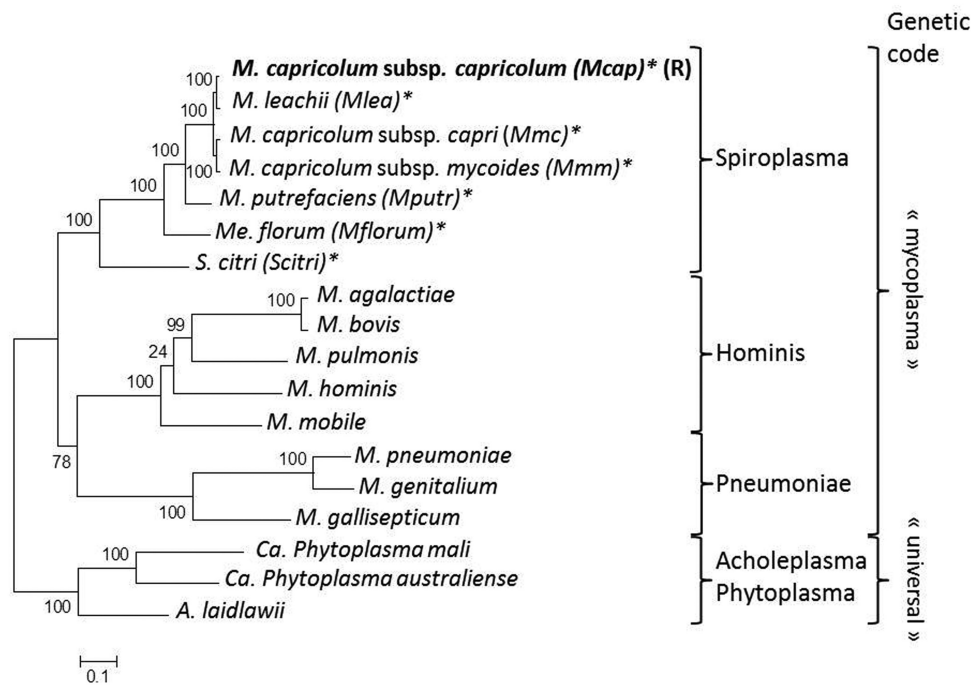 Genetic
code
M. capricolum subsp. capricolum (Mcap)* (R)
100
M. leachii (Mlea)*
100
M. capricolum subsp. capri (Mmc)*
100
M. capricolum subsp. mycoides (Mmm)*
100
Spiroplasma
100
M. putrefaciens (Mputr)*
100
Me. florum (Mflorum)*
S. citri (Scitri)*
« mycoplasma »
100
M. agalactiae
M. bovis
99
M. pulmonis
24
Hominis
100
M. hominis
M. mobile
78
100
M. pneumoniae
M. genitalium
Pneumoniae
100
M. gallisepticum
100
Ca. Phytoplasma mali
Ca. Phytoplasma australiense
100
A. laidlawii
Acholeplasma
Phytoplasma
« universal »
0.1